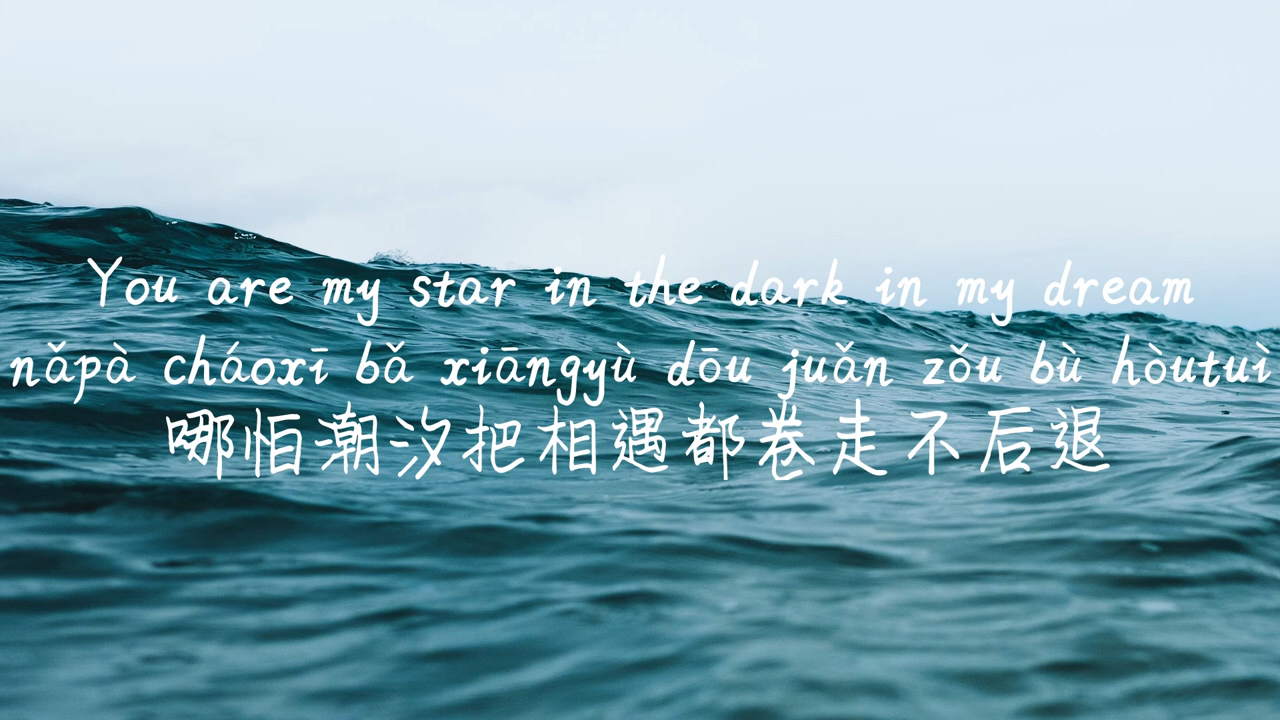 You are my star in the dark in my dream
nǎpà cháoxī bǎ xiāngyù dōu juǎn zǒu bù hòutuì
哪怕潮汐把相遇都卷走不后退